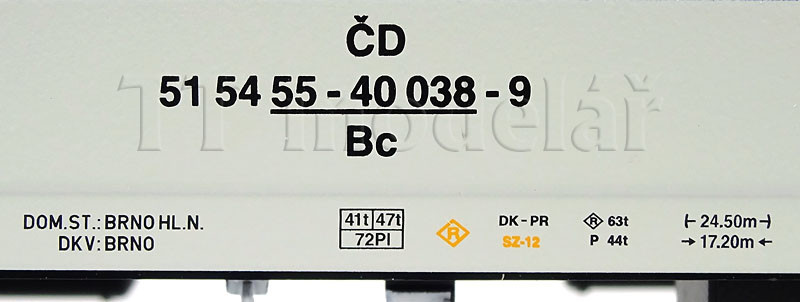 ČD
51 54 55 - 40 038 - 9
Bc
TT modelář
DOM.ST.: BRNO HL.N.
DKV: BRNO
41t 47t
72Pl
R
DK-PR
SZ-12
R 63t
P 44t
24.50m
→17.20m←